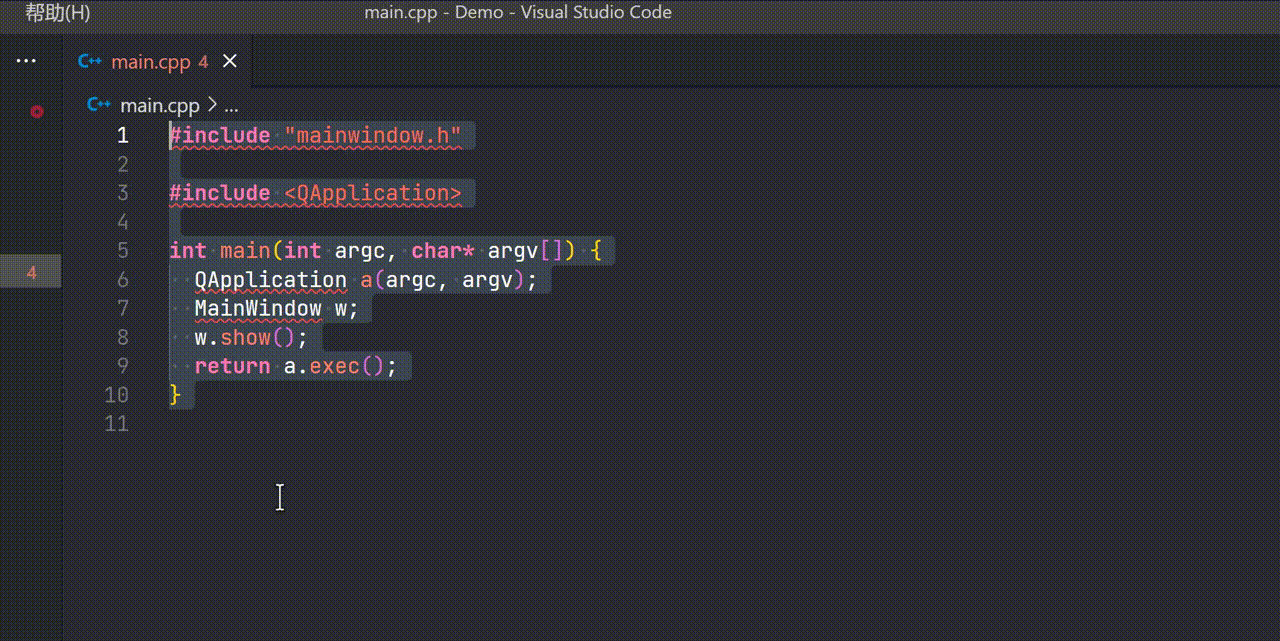 帮助(H) main.cpp - Demo - Visual Studio Code
... C++ main.cpp 4 ×
C++ main.cpp > ...
1 #include "mainwindow.h"
2
3 #include <QApplication>
4
5 int main(int argc, char* argv[]) {
4
6 QApplication a(argc, argv);
7 MainWindow w;
8 w.show();
9 return a.exec();
10 }
11